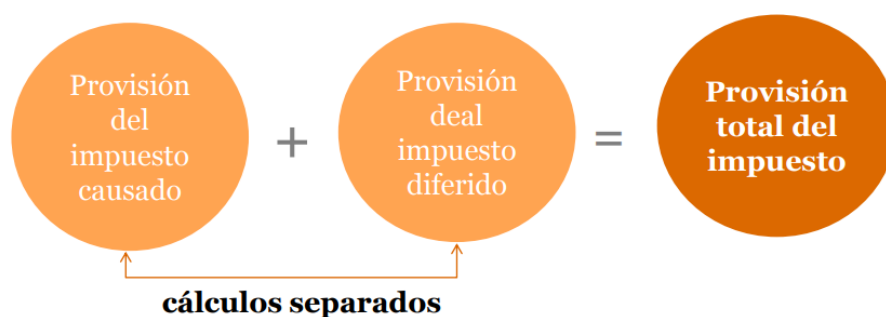 Provisión
del
impuesto
causado
+
Provisión
deal
impuesto
diferido
=
Provisión
total del
impuesto
cálculos separados